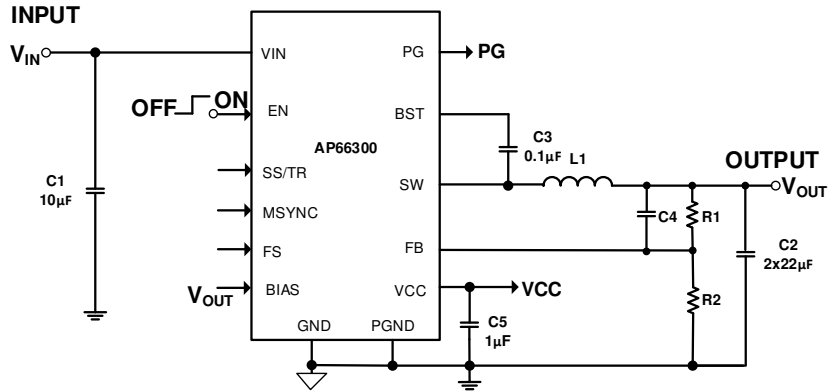 INPUT
VIN
VIN
PG
PG
OFF
ON
EN
BST
AP66300
C3
0.1µF
L1
OUTPUT
C1
10µF
SS/TR
SW
VOUT
MSYNC
C4
R1
FS
FB
C2
2x22µF
VOUT
BIAS
VCC
VCC
R2
GND
PGND
C5
1µF